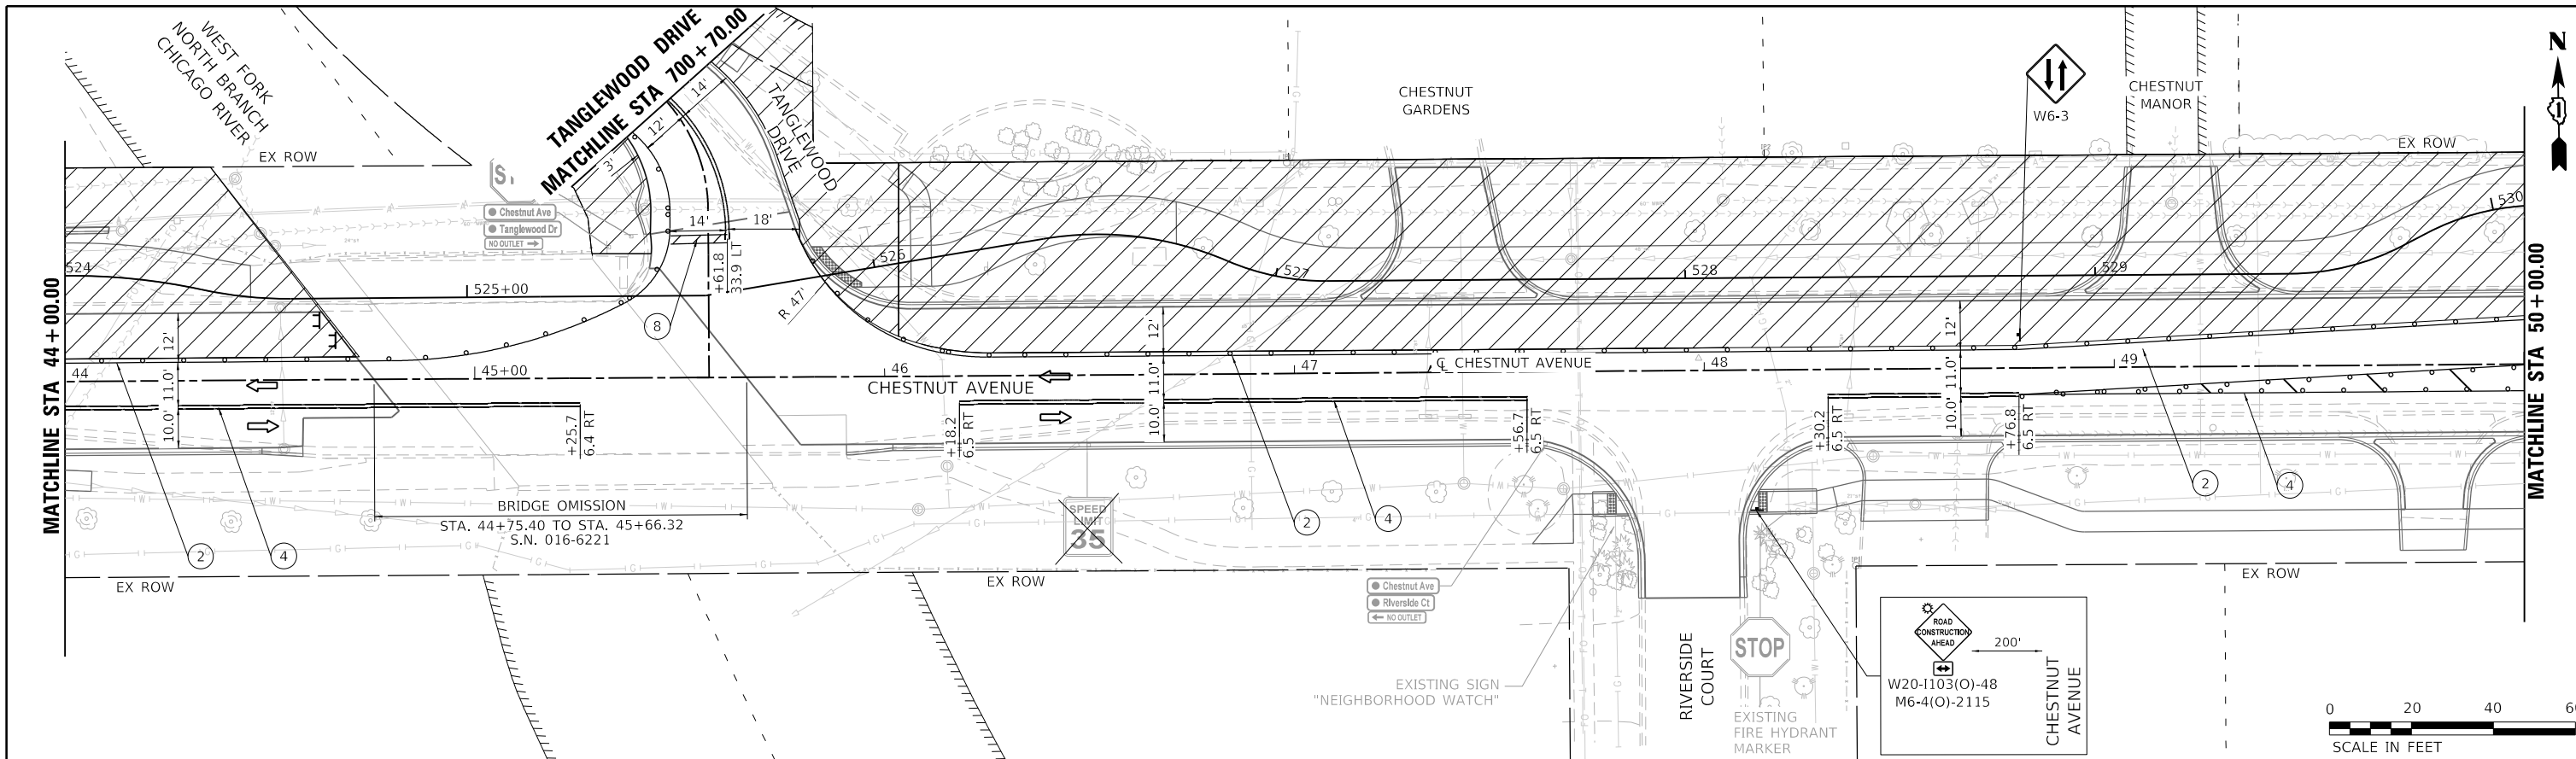 WEST FORK
NORTH BRANCH
CHICAGO RIVER
TANGLEWOOD DRIVE
MATCHLINE STA 700+70.00
TANGLEWOOD
DRIVE
CHESTNUT
GARDENS
W6-3
CHESTNUT
MANOR
N
EX ROW
EX ROW
14'
12'
3'
Chestnut Ave
Tanglewood Dr
NO OUTLET
14'
18'
+61.8
33.9 LT
R 47'
8
524
525+00
526
527
528
529
530
MATCHLINE STA 44+00.00
MATCHLINE STA 50+00.00
12'
11.0'
10.0'
12'
11.0'
10.0'
12'
11.0'
10.0'
44
45+00
46
47
48
49
CHESTNUT AVENUE
℄ CHESTNUT AVENUE
+25.7
6.4 RT
+18.2
6.5 RT
+56.7
6.5 RT
+30.2
6.5 RT
+76.8
6.5 RT
BRIDGE OMISSION
STA. 44+75.40 TO STA. 45+66.32
S.N. 016-6221
2
4
SPEED
LIMIT
35
2
4
2
4
EX ROW
EX ROW
EX ROW
Chestnut Ave
Riverside Ct
NO OUTLET
EXISTING SIGN
"NEIGHBORHOOD WATCH"
RIVERSIDE
COURT
STOP
EXISTING
FIRE HYDRANT
MARKER
ROAD
CONSTRUCTION
AHEAD
200'
W20-I103(O)-48
M6-4(O)-2115
CHESTNUT
AVENUE
0 20 40
SCALE IN FEET